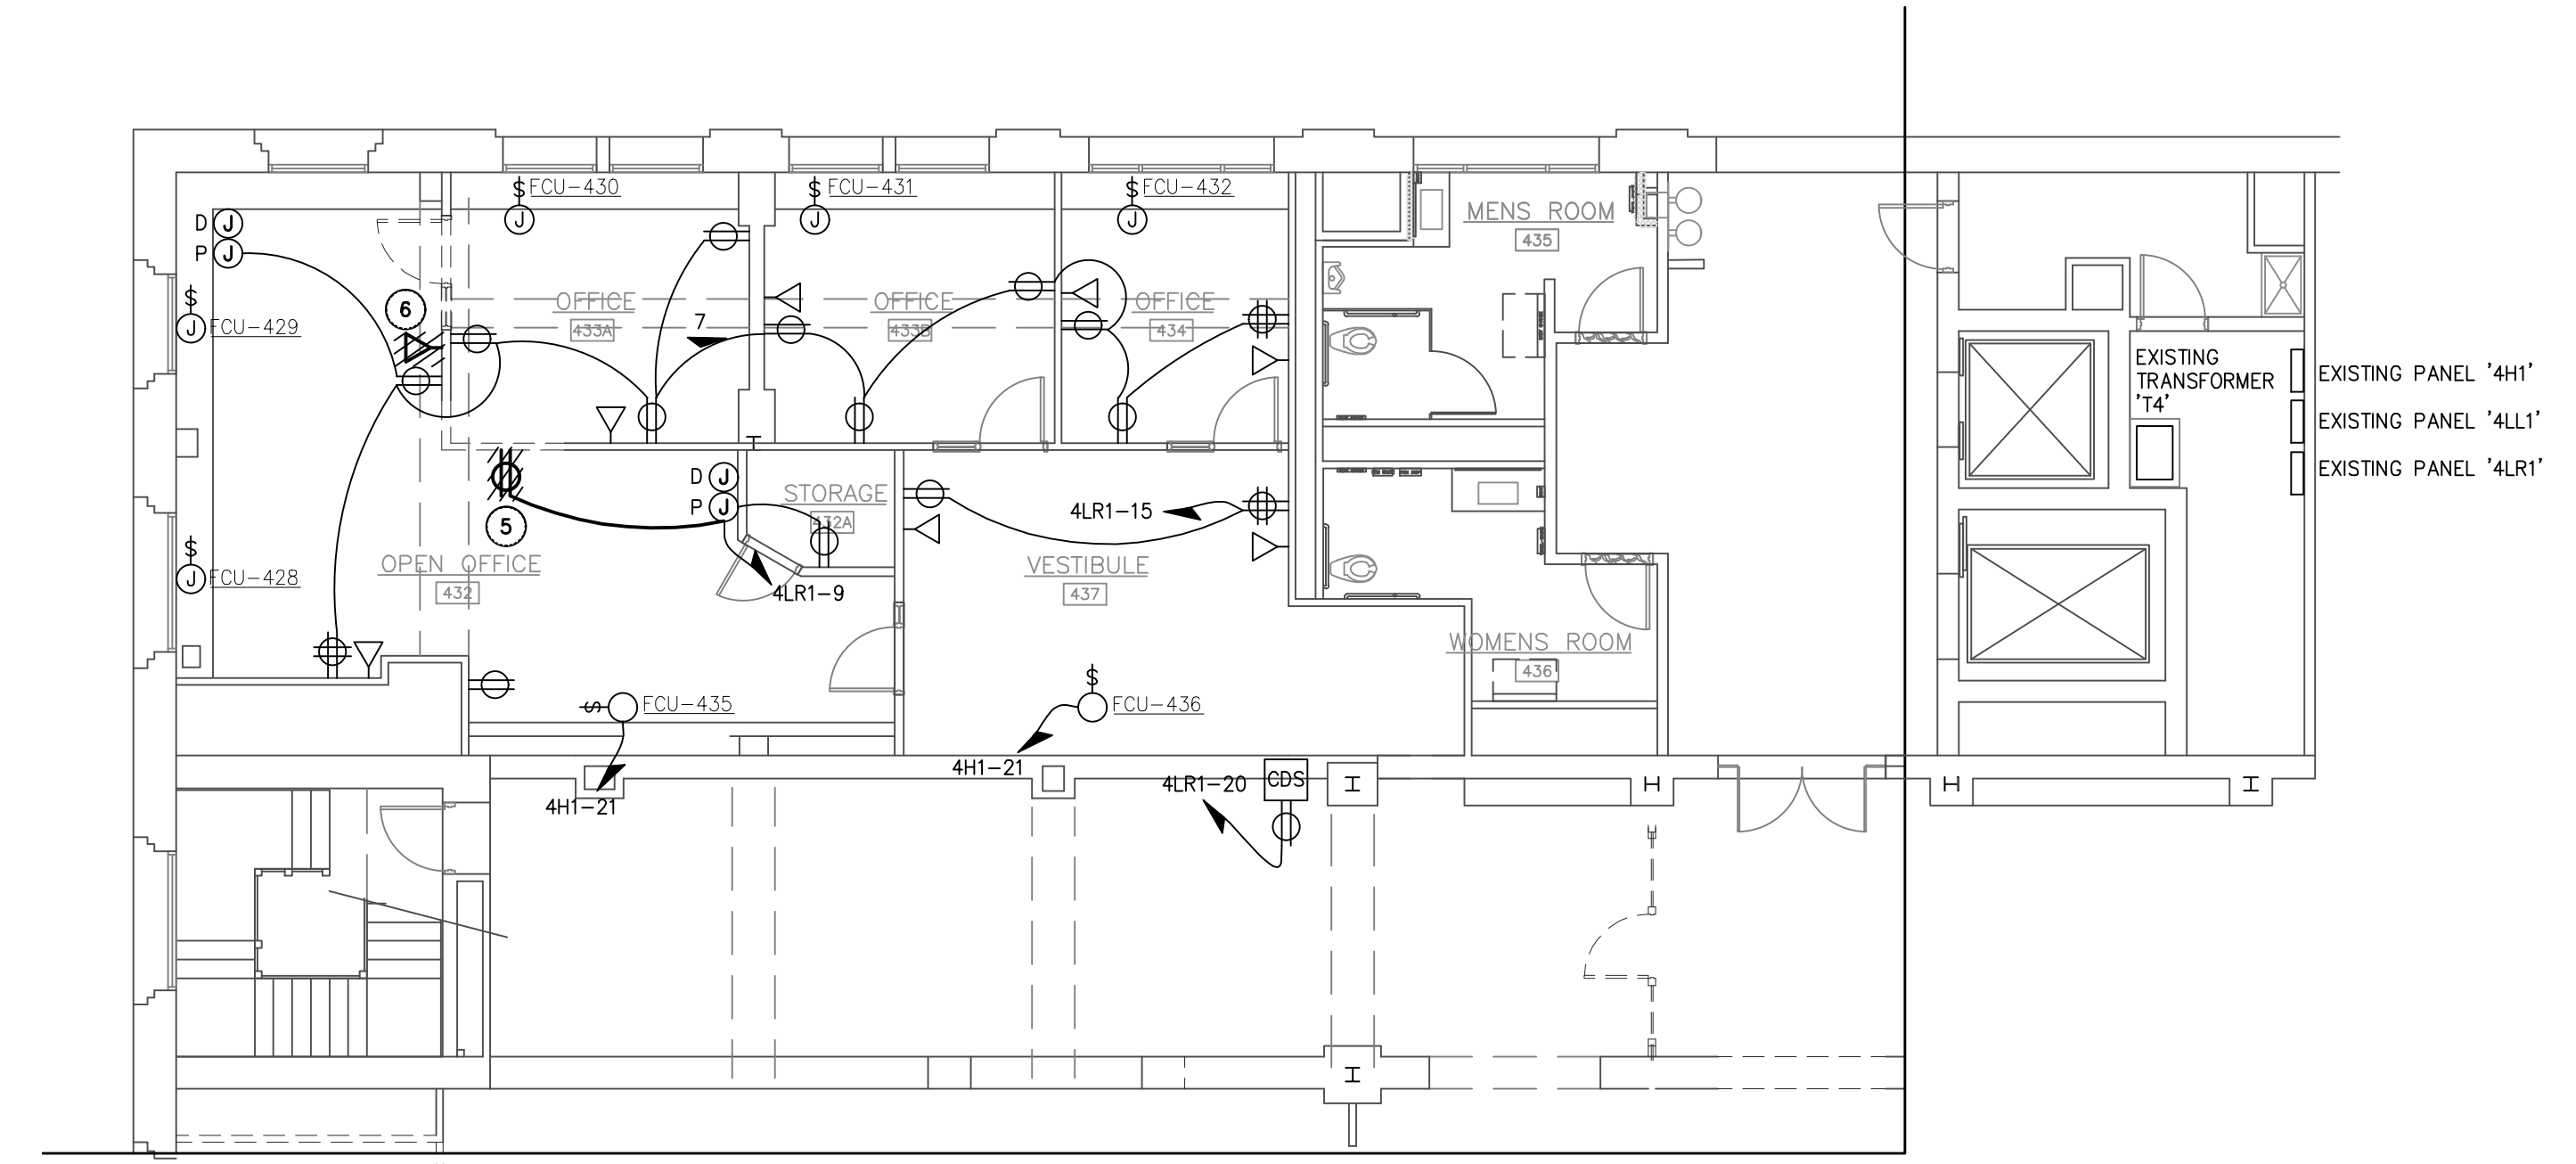 $ FCU-430
J
$ FCU-431
J
$ FCU-432
J
MENS ROOM
435
D J
P J
$
J FCU-429
6
OFFICE
433A
7
OFFICE
433B
OFFICE
434
EXISTING
TRANSFORMER
'T4'
EXISTING PANEL '4H1'
EXISTING PANEL '4LL1'
EXISTING PANEL '4LR1'
D J
P J
STORAGE
432A
5
4LR1-15
OPEN OFFICE
432
$
J FCU-428
4LR1-9
VESTIBULE
437
WOMENS ROOM
436
$ FCU-435
$
FCU-436
4H1-21
4H1-21
4LR1-20
CDS